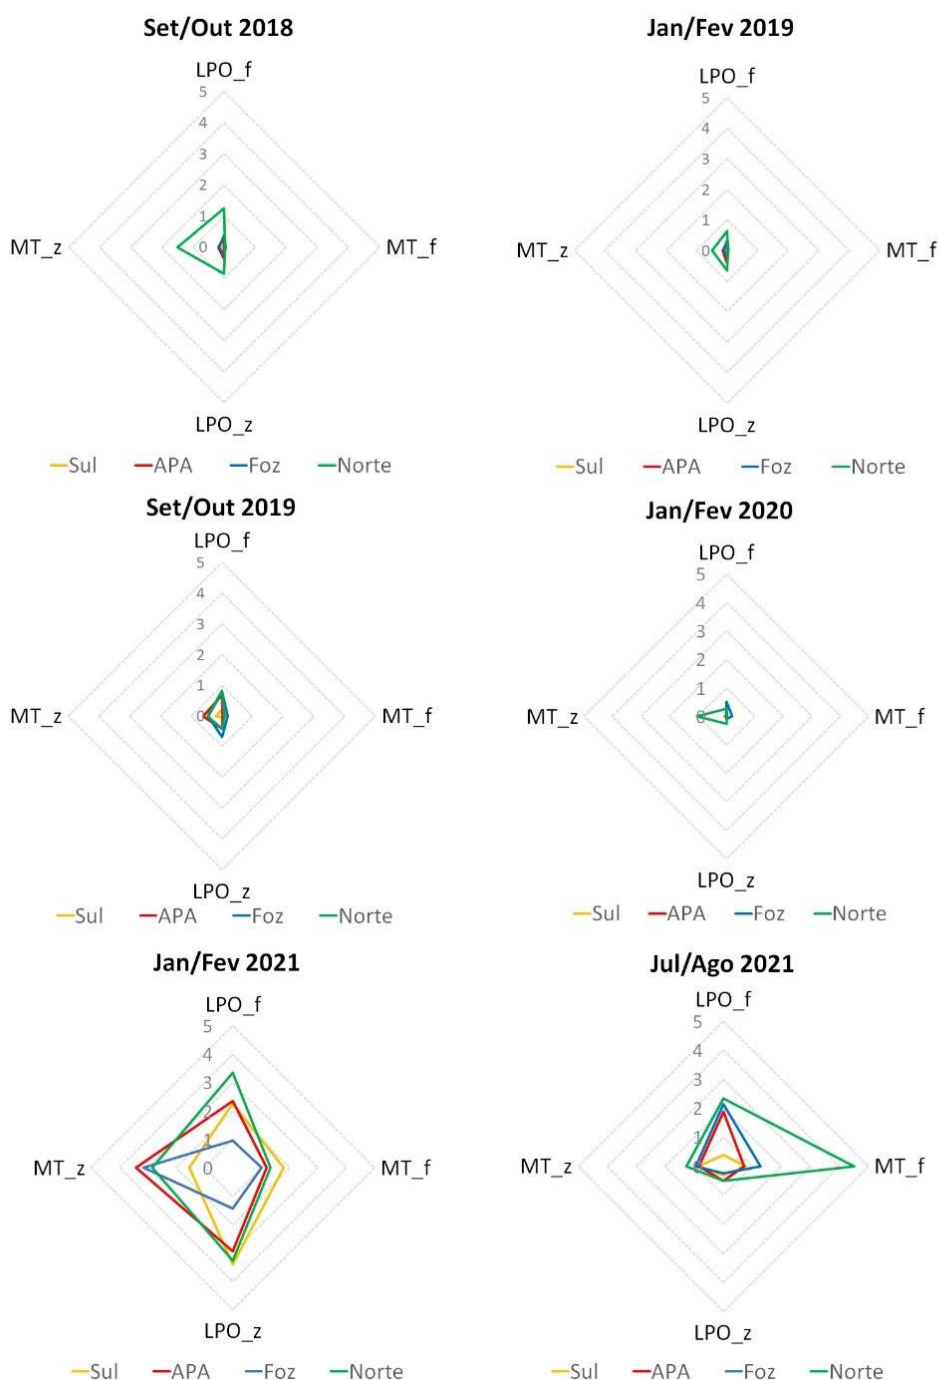 Set/Out 2018
LPO_f
5
4
3
2
1
0
MT_z
MT_f
LPO_z
Sul APA Foz Norte
Jan/Fev 2019
LPO_f
5
4
3
2
1
0
MT_z
MT_f
LPO_z
Sul APA Foz Norte
Set/Out 2019
LPO_f
5
4
3
2
1
0
MT_z
MT_f
LPO_z
Sul APA Foz Norte
Jan/Fev 2020
LPO_f
5
4
3
2
1
0
MT_z
MT_f
LPO_z
Sul APA Foz Norte
Jan/Fev 2021
LPO_f
5
4
3
2
1
0
MT_z
MT_f
LPO_z
Sul APA Foz Norte
Jul/Ago 2021
LPO_f
5
4
3
2
1
MT_z
MT_f
LPO_z
Sul APA Foz Norte